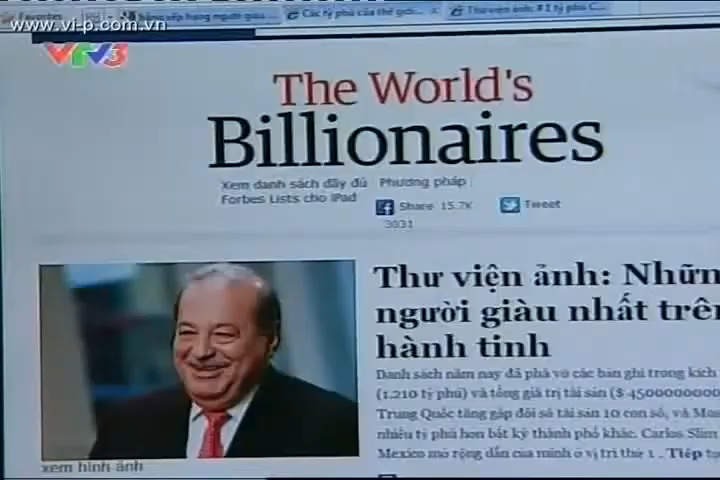 www.vi-p.com.vn
VTV3
The World's
Billionaires
Xem danh sách đầy đủ Phương pháp
Forbes Lists cho iPad
Share 15.7K
Tweet
3031
Thư viện ảnh: Nhữn
người giàu nhất trên
hành tinh
Danh sách năm nay đã phá vỡ các bản ghi trong kích
(1.210 tỷ phú) và tổng giá trị tài sản ($ 4500000000
Trung Quốc tăng gấp đôi số tài sản 10 con số, và Mos
nhiều tỷ phú hơn bất kỳ thành phố khác. Carlos Slim
Mexico mở rộng dẫn của mình ở vị trí thứ 1 . Tiếp tục
xem hình ảnh